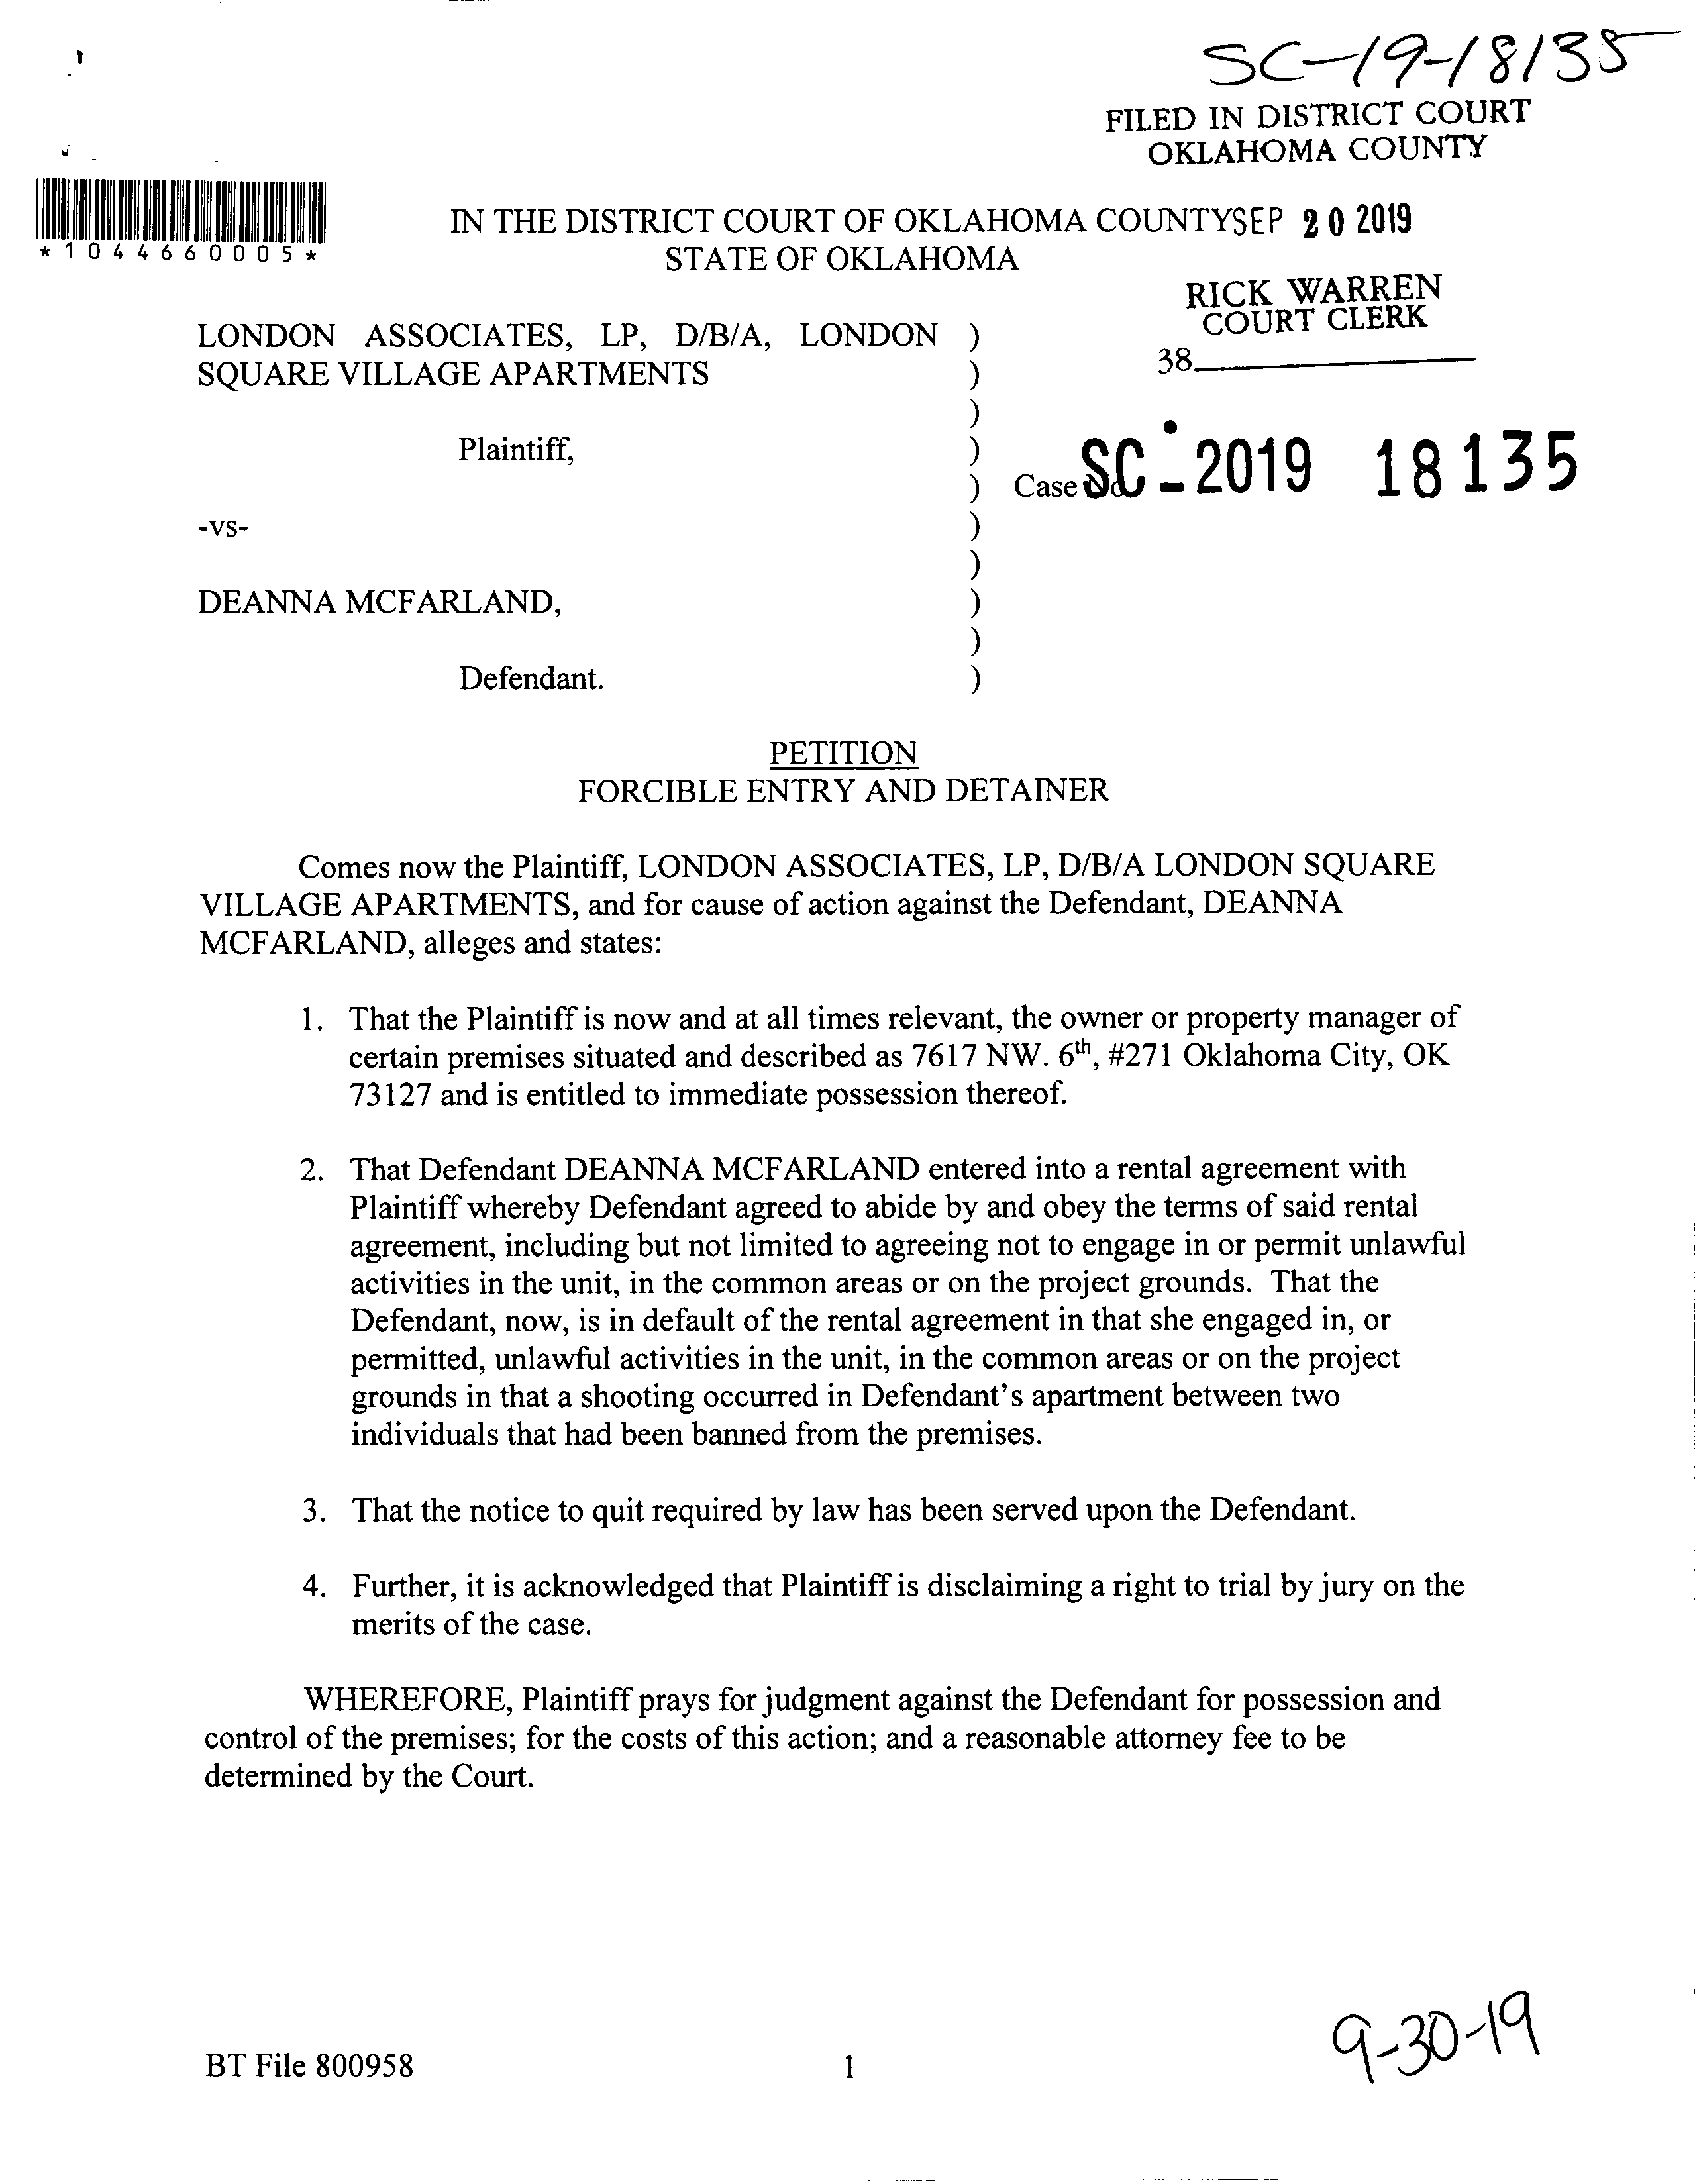 SC-19-18135
FILED IN DISTRICT COURT
OKLAHOMA COUNTY
*1044660005*
IN THE DISTRICT COURT OF OKLAHOMA COUNTY SEP 20 2019
STATE OF OKLAHOMA
RICK WARREN
COURT CLERK
38
LONDON ASSOCIATES, LP, D/B/A, LONDON )
SQUARE VILLAGE APARTMENTS )
)
Plaintiff, )
) Case SC-2019 18135
-vs- )
)
DEANNA MCFARLAND, )
)
Defendant. )
PETITION
FORCIBLE ENTRY AND DETAINER
Comes now the Plaintiff, LONDON ASSOCIATES, LP, D/B/A LONDON SQUARE
VILLAGE APARTMENTS, and for cause of action against the Defendant, DEANNA
MCFARLAND, alleges and states:
1. That the Plaintiff is now and at all times relevant, the owner or property manager of
certain premises situated and described as 7617 NW. 6th, #271 Oklahoma City, OK
73127 and is entitled to immediate possession thereof.
2. That Defendant DEANNA MCFARLAND entered into a rental agreement with
Plaintiff whereby Defendant agreed to abide by and obey the terms of said rental
agreement, including but not limited to agreeing not to engage in or permit unlawful
activities in the unit, in the common areas or on the project grounds. That the
Defendant, now, is in default of the rental agreement in that she engaged in, or
permitted, unlawful activities in the unit, in the common areas or on the project
grounds in that a shooting occurred in Defendant's apartment between two
individuals that had been banned from the premises.
3. That the notice to quit required by law has been served upon the Defendant.
4. Further, it is acknowledged that Plaintiff is disclaiming a right to trial by jury on the
merits of the case.
WHEREFORE, Plaintiff prays for judgment against the Defendant for possession and
control of the premises; for the costs of this action; and a reasonable attorney fee to be
determined by the Court.
9-30-19
BT File 800958
1